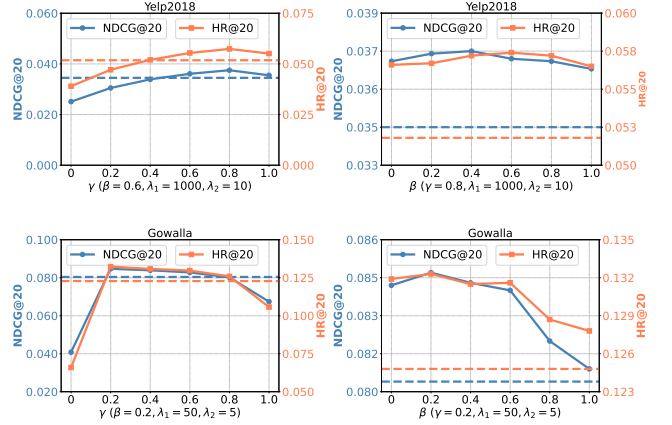 Yelp2018
NDCG@20
HR@20
0.060
0.040
0.020
0.000
NDCG@20
0.075
0.050
0.025
0.000
HR@20
0 0.2 0.4 0.6 0.8 1.0
γ (β = 0.6, λ1 = 1000, λ2 = 10)
Yelp2018
NDCG@20
HR@20
0.039
0.037
0.036
0.035
0.033
NDCG@20
0.060
0.058
0.055
0.053
0.050
HR@20
0 0.2 0.4 0.6 0.8 1.0
β (γ = 0.8, λ1 = 1000, λ2 = 10)
Gowalla
NDCG@20
HR@20
0.100
0.080
0.060
0.040
0.020
NDCG@20
0.150
0.125
0.100
0.075
0.050
HR@20
0 0.2 0.4 0.6 0.8 1.0
γ (β = 0.2, λ1 = 50, λ2 = 5)
Gowalla
NDCG@20
HR@20
0.086
0.085
0.083
0.082
0.080
NDCG@20
0.135
0.132
0.129
0.126
0.123
HR@20
0 0.2 0.4 0.6 0.8 1.0
β (γ = 0.2, λ1 = 50, λ2 = 5)